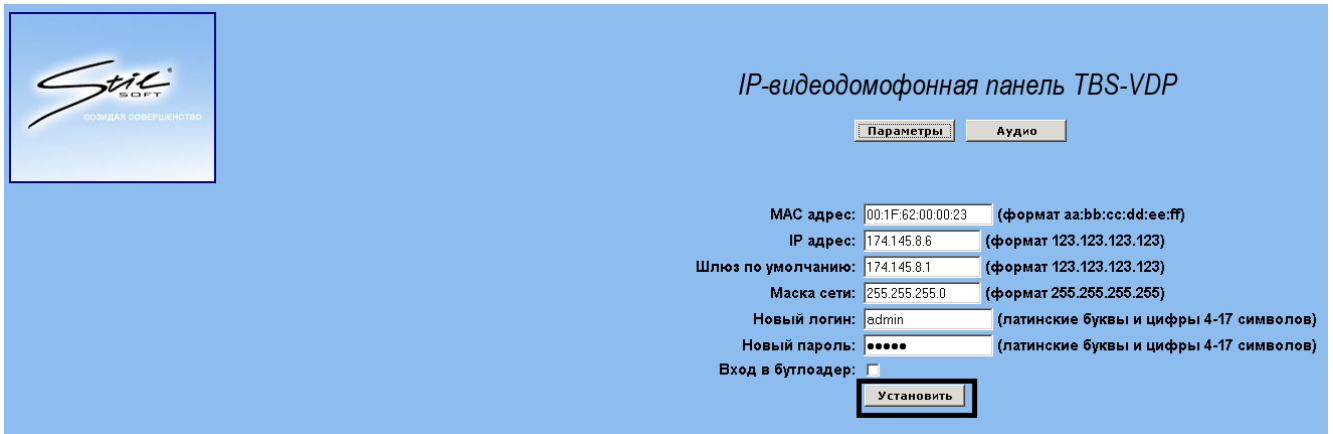 Stil
SOFT
СОЗИДАЯ СОВЕРШЕНСТВО
IP-видеодомофонная панель TBS-VDP
Параметры Аудио
MAC адрес: 00:1F:62:00:00:23 (формат aa:bb:cc:dd:ee:ff)
IP адрес: 174.145.8.6 (формат 123.123.123.123)
Шлюз по умолчанию: 174.145.8.1 (формат 123.123.123.123)
Маска сети: 255.255.255.0 (формат 255.255.255.255)
Новый логин: admin (латинские буквы и цифры 4-17 символов)
Новый пароль: ●●●●● (латинские буквы и цифры 4-17 символов)
Вход в бутлоадер:
Установить